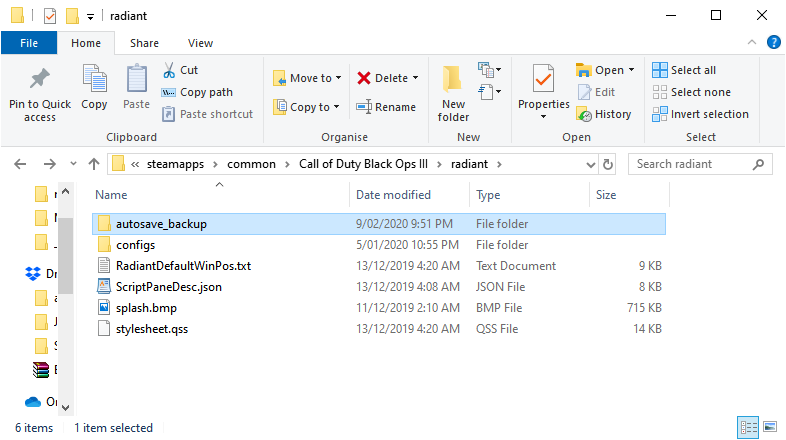 radiant
File Home Share View
Pin to Quick access
Copy
Paste
Cut
Copy path
Paste shortcut
Clipboard
Move to
Copy to
Delete
Rename
Organise
New folder
New
Properties
Open
Edit
History
Open
Select all
Select none
Invert selection
Select
« steamapps > common > Call of Duty Black Ops III > radiant >
Search radiant
Name Date modified Type Size
autosave_backup 9/02/2020 9:51 PM File folder
configs 5/01/2020 10:55 PM File folder
RadiantDefaultWinPos.txt 13/12/2019 4:20 AM Text Document 9 KB
ScriptPaneDesc.json 13/12/2019 4:08 AM JSON File 8 KB
splash.bmp 11/12/2019 2:10 AM BMP File 715 KB
stylesheet.qss 13/12/2019 4:20 AM QSS File 14 KB
6 items 1 item selected